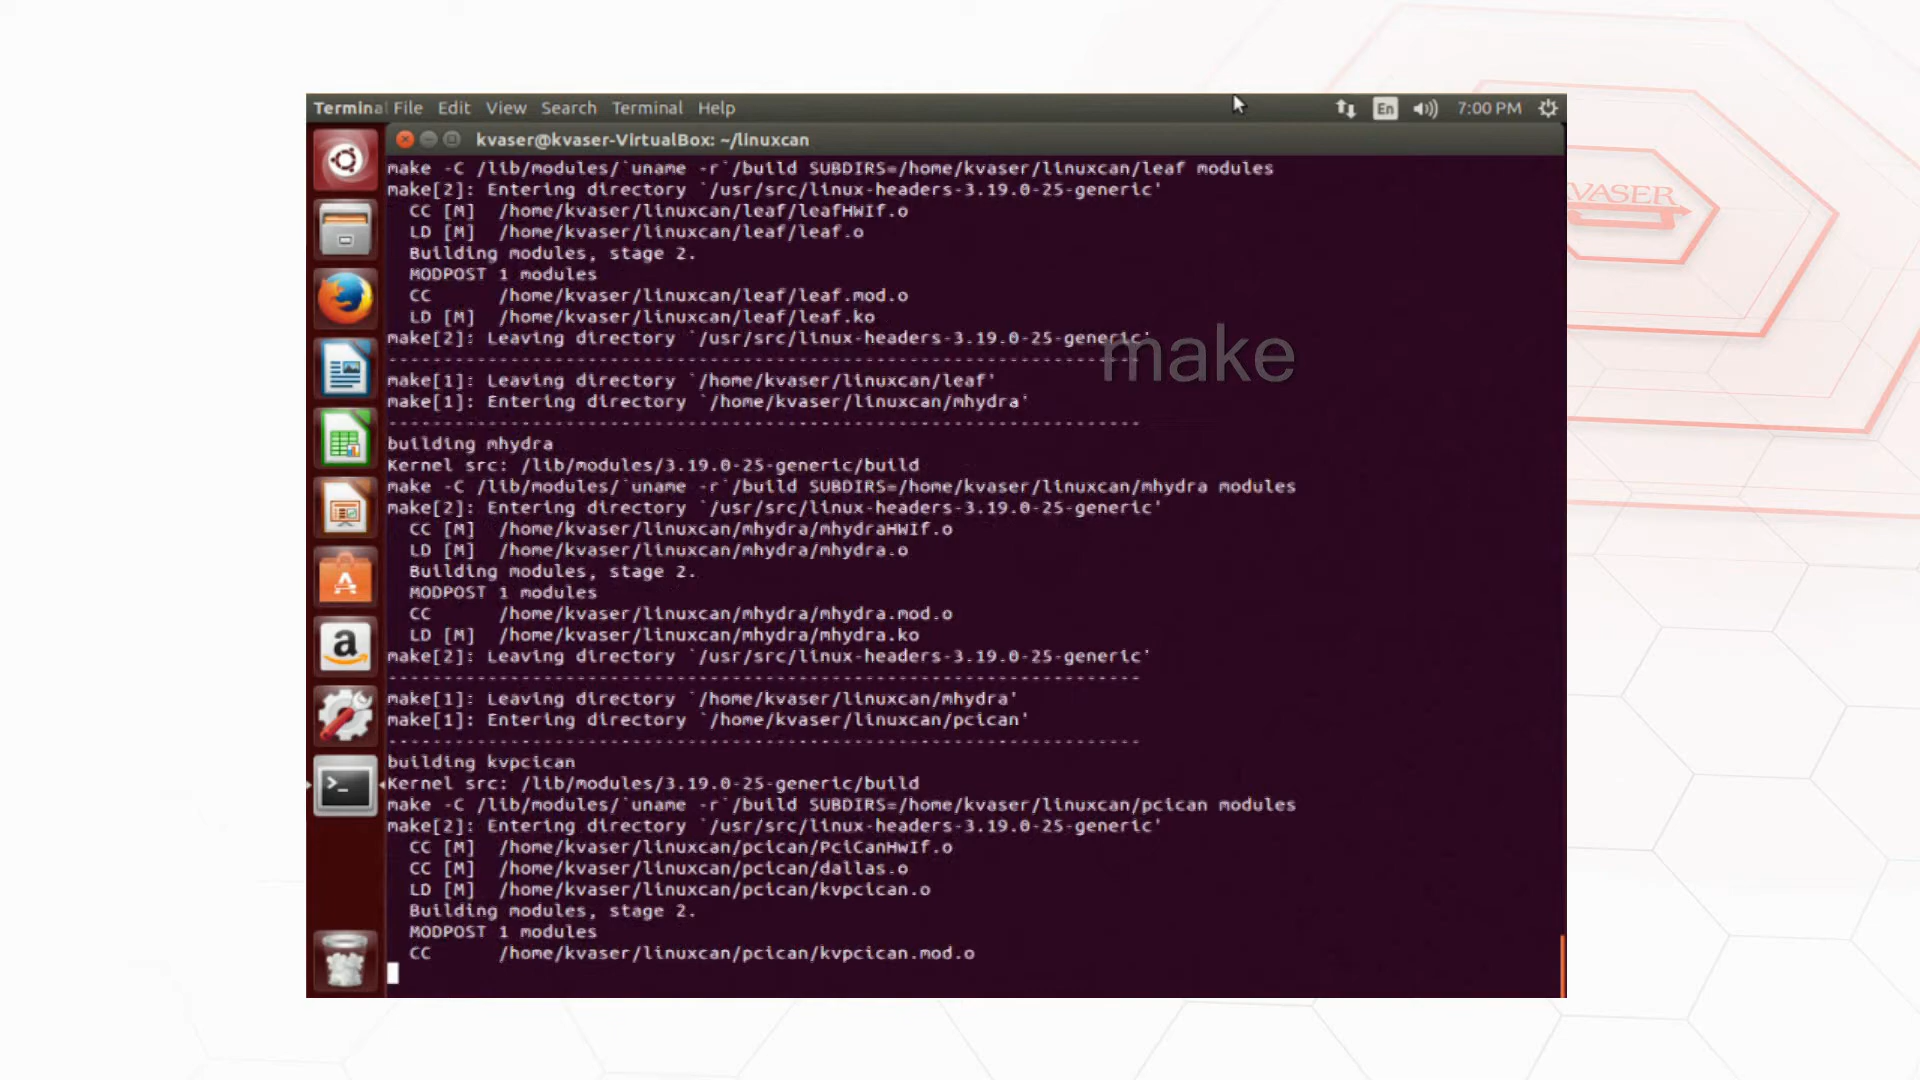 Terminal File Edit View Search Terminal Help En 7:00 PM
kvaser@kvaser-VirtualBox: ~/linuxcan
make -C /lib/modules/`uname -r`/build SUBDIRS=/home/kvaser/linuxcan/leaf modules
make[2]: Entering directory `/usr/src/linux-headers-3.19.0-25-generic'
CC [M] /home/kvaser/linuxcan/leaf/leafHWIf.o
LD [M] /home/kvaser/linuxcan/leaf/leaf.o
Building modules, stage 2.
MODPOST 1 modules
CC /home/kvaser/linuxcan/leaf/leaf.mod.o
LD [M] /home/kvaser/linuxcan/leaf/leaf.ko
make[2]: Leaving directory `/usr/src/linux-headers-3.19.0-25-generic'
--------------------------------------------------------------------
make
make[1]: Leaving directory `/home/kvaser/linuxcan/leaf'
make[1]: Entering directory `/home/kvaser/linuxcan/mhydra'
--------------------------------------------------------------------
building mhydra
Kernel src: /lib/modules/3.19.0-25-generic/build
make -C /lib/modules/`uname -r`/build SUBDIRS=/home/kvaser/linuxcan/mhydra modules
make[2]: Entering directory `/usr/src/linux-headers-3.19.0-25-generic'
CC [M] /home/kvaser/linuxcan/mhydra/mhydraHWIf.o
LD [M] /home/kvaser/linuxcan/mhydra/mhydra.o
Building modules, stage 2.
MODPOST 1 modules
CC /home/kvaser/linuxcan/mhydra/mhydra.mod.o
LD [M] /home/kvaser/linuxcan/mhydra/mhydra.ko
make[2]: Leaving directory `/usr/src/linux-headers-3.19.0-25-generic'
--------------------------------------------------------------------
make[1]: Leaving directory `/home/kvaser/linuxcan/mhydra'
make[1]: Entering directory `/home/kvaser/linuxcan/pcican'
--------------------------------------------------------------------
building kvpcican
Kernel src: /lib/modules/3.19.0-25-generic/build
make -C /lib/modules/`uname -r`/build SUBDIRS=/home/kvaser/linuxcan/pcican modules
make[2]: Entering directory `/usr/src/linux-headers-3.19.0-25-generic'
CC [M] /home/kvaser/linuxcan/pcican/PciCanHwIf.o
CC [M] /home/kvaser/linuxcan/pcican/dallas.o
LD [M] /home/kvaser/linuxcan/pcican/kvpcican.o
Building modules, stage 2.
MODPOST 1 modules
CC /home/kvaser/linuxcan/pcican/kvpcican.mod.o
KVASER